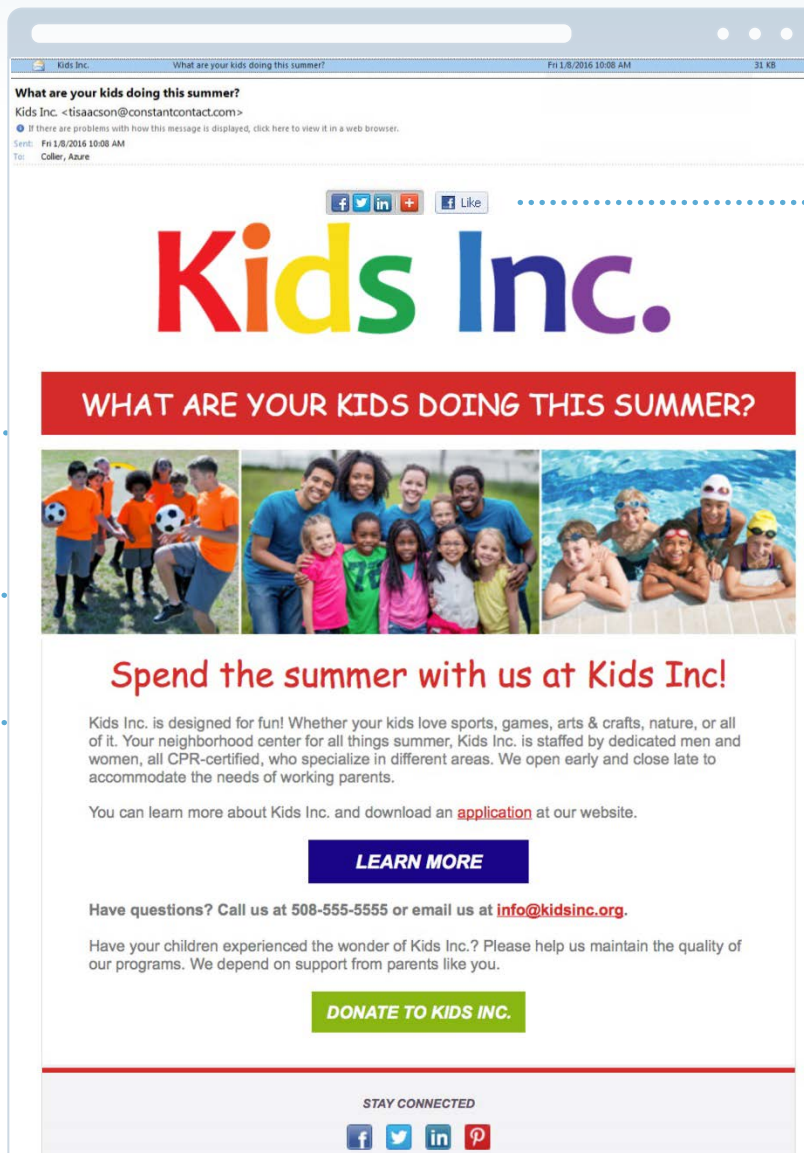 Kids Inc. What are your kids doing this summer? Fri 1/8/2016 10:08 AM 31 KB
What are your kids doing this summer?
Kids Inc. <tisaacson@constantcontact.com>
If there are problems with how this message is displayed, click here to view it in a web browser.
Sent: Fri 1/8/2016 10:08 AM
To: Collier, Azure
Like
Kids Inc.
WHAT ARE YOUR KIDS DOING THIS SUMMER?
Spend the summer with us at Kids Inc!
Kids Inc. is designed for fun! Whether your kids love sports, games, arts & crafts, nature, or all
of it. Your neighborhood center for all things summer, Kids Inc. is staffed by dedicated men and
women, all CPR-certified, who specialize in different areas. We open early and close late to
accommodate the needs of working parents.
You can learn more about Kids Inc. and download an application at our website.
LEARN MORE
Have questions? Call us at 508-555-5555 or email us at info@kidsinc.org.
Have your children experienced the wonder of Kids Inc.? Please help us maintain the quality of
our programs. We depend on support from parents like you.
DONATE TO KIDS INC.
STAY CONNECTED